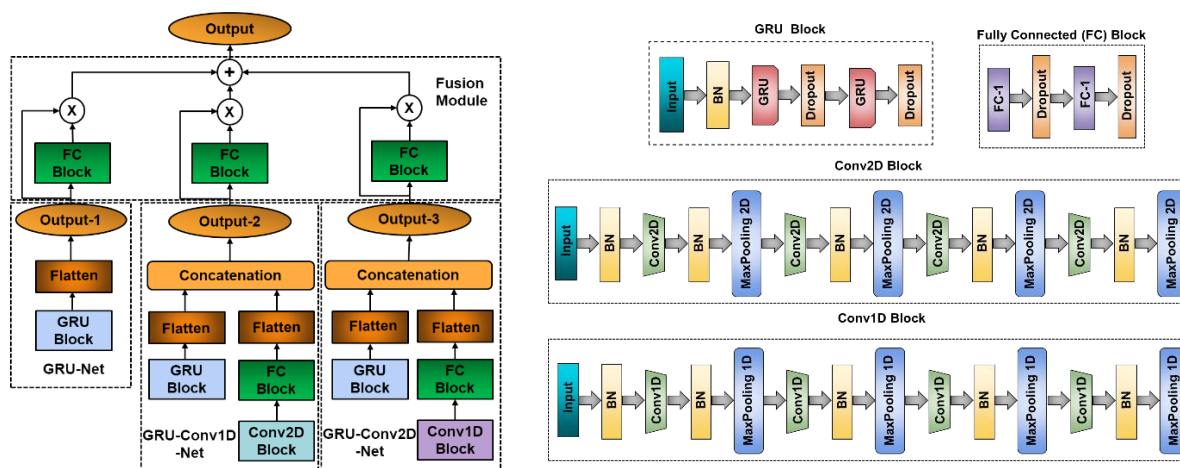 Output
Fusion
Module
+
X
X
X
FC
Block
FC
Block
FC
Block
Output-1
Output-2
Output-3
Flatten
GRU
Block
GRU-Net
Concatenation
Flatten
Flatten
GRU
Block
FC
Block
Conv2D
Block
GRU-Conv1D
-Net
Concatenation
Flatten
Flatten
GRU
Block
FC
Block
Conv1D
Block
GRU-Conv2D
-Net
GRU Block
Input
BN
GRU
Dropout
GRU
Dropout
Fully Connected (FC) Block
FC-1
Dropout
FC-1
Dropout
Conv2D Block
Input
BN
Conv2D
BN
MaxPooling 2D
Conv2D
BN
MaxPooling 2D
Conv2D
BN
MaxPooling 2D
Conv2D
BN
MaxPooling 2D
Conv1D Block
Input
BN
Conv1D
BN
MaxPooling 1D
Conv1D
BN
MaxPooling 1D
Conv1D
BN
MaxPooling 1D
Conv1D
BN
MaxPooling 1D